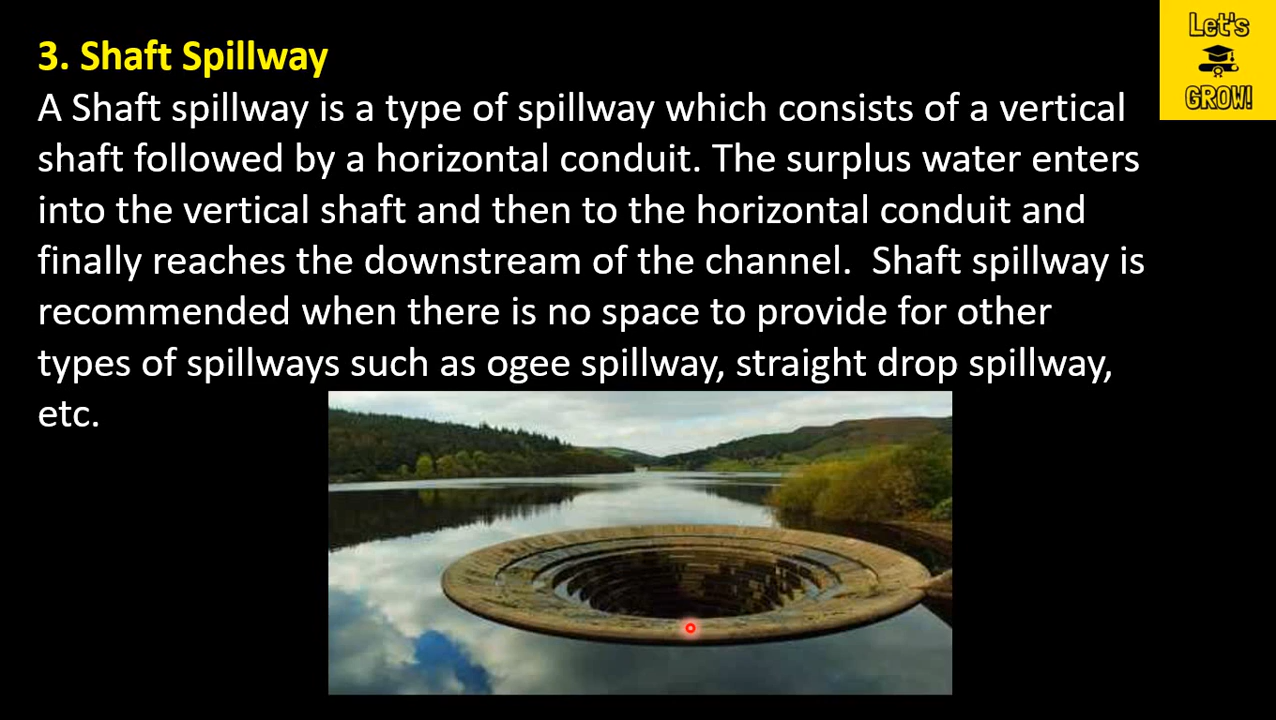 3. Shaft Spillway
A Shaft spillway is a type of spillway which consists of a vertical
shaft followed by a horizontal conduit. The surplus water enters
into the vertical shaft and then to the horizontal conduit and
finally reaches the downstream of the channel.  Shaft spillway is
recommended when there is no space to provide for other
types of spillways such as ogee spillway, straight drop spillway,
etc.
Let's
GROW!